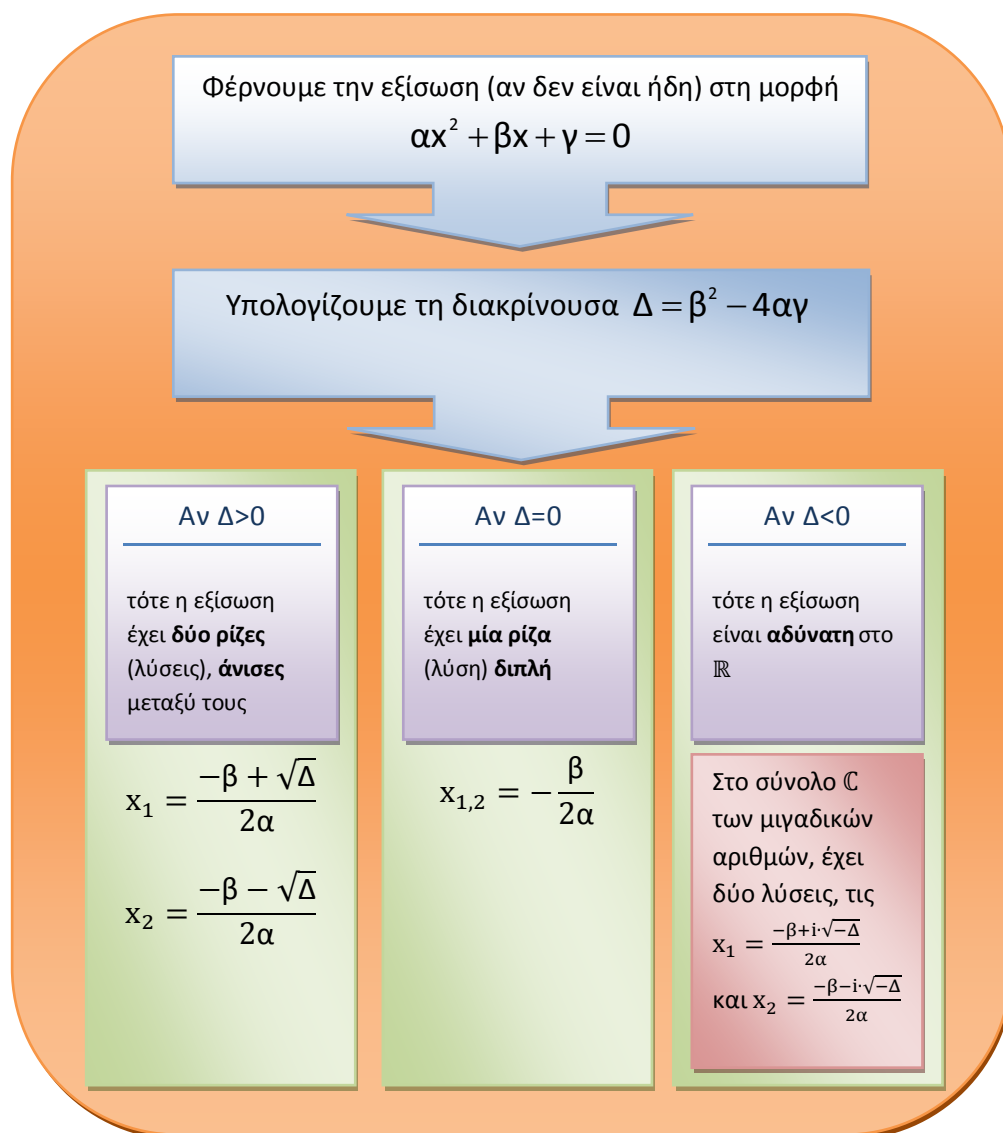 Φέρνουμε την εξίσωση (αν δεν είναι ήδη) στη μορφή
αx² + βx + γ = 0
Υπολογίζουμε τη διακρίνουσα Δ = β² − 4αγ
Αν Δ>0
τότε η εξίσωση
έχει δύο ρίζες
(λύσεις), άνισες
μεταξύ τους
x₁ = (−β + √Δ) / 2α
x₂ = (−β − √Δ) / 2α
Αν Δ=0
τότε η εξίσωση
έχει μία ρίζα
(λύση) διπλή
x₁,₂ = − β / 2α
Αν Δ<0
τότε η εξίσωση
είναι αδύνατη στο
ℝ
Στο σύνολο ℂ
των μιγαδικών
αριθμών, έχει
δύο λύσεις, τις
x₁ = (−β+i·√−Δ) / 2α
και x₂ = (−β−i·√−Δ) / 2α